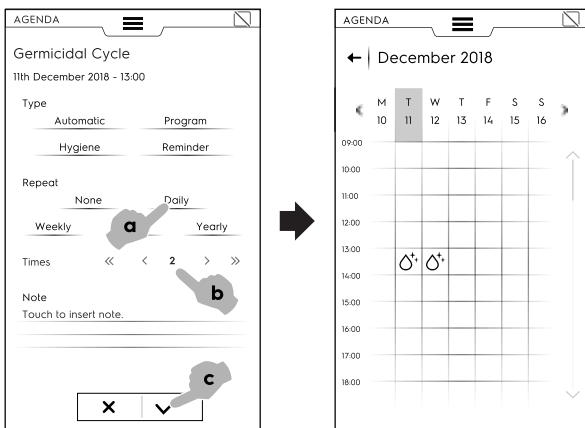 AGENDA
Germicidal Cycle
11th December 2018 - 13:00
Type
Automatic Program
Hygiene Reminder
Repeat
None Daily
a
Weekly Yearly
Times « < 2 > »
b
Note
Touch to insert note.
c
AGENDA
December 2018
M T W T F S S
10 11 12 13 14 15 16
09:00
10:00
11:00
12:00
13:00
14:00
15:00
16:00
17:00
18:00